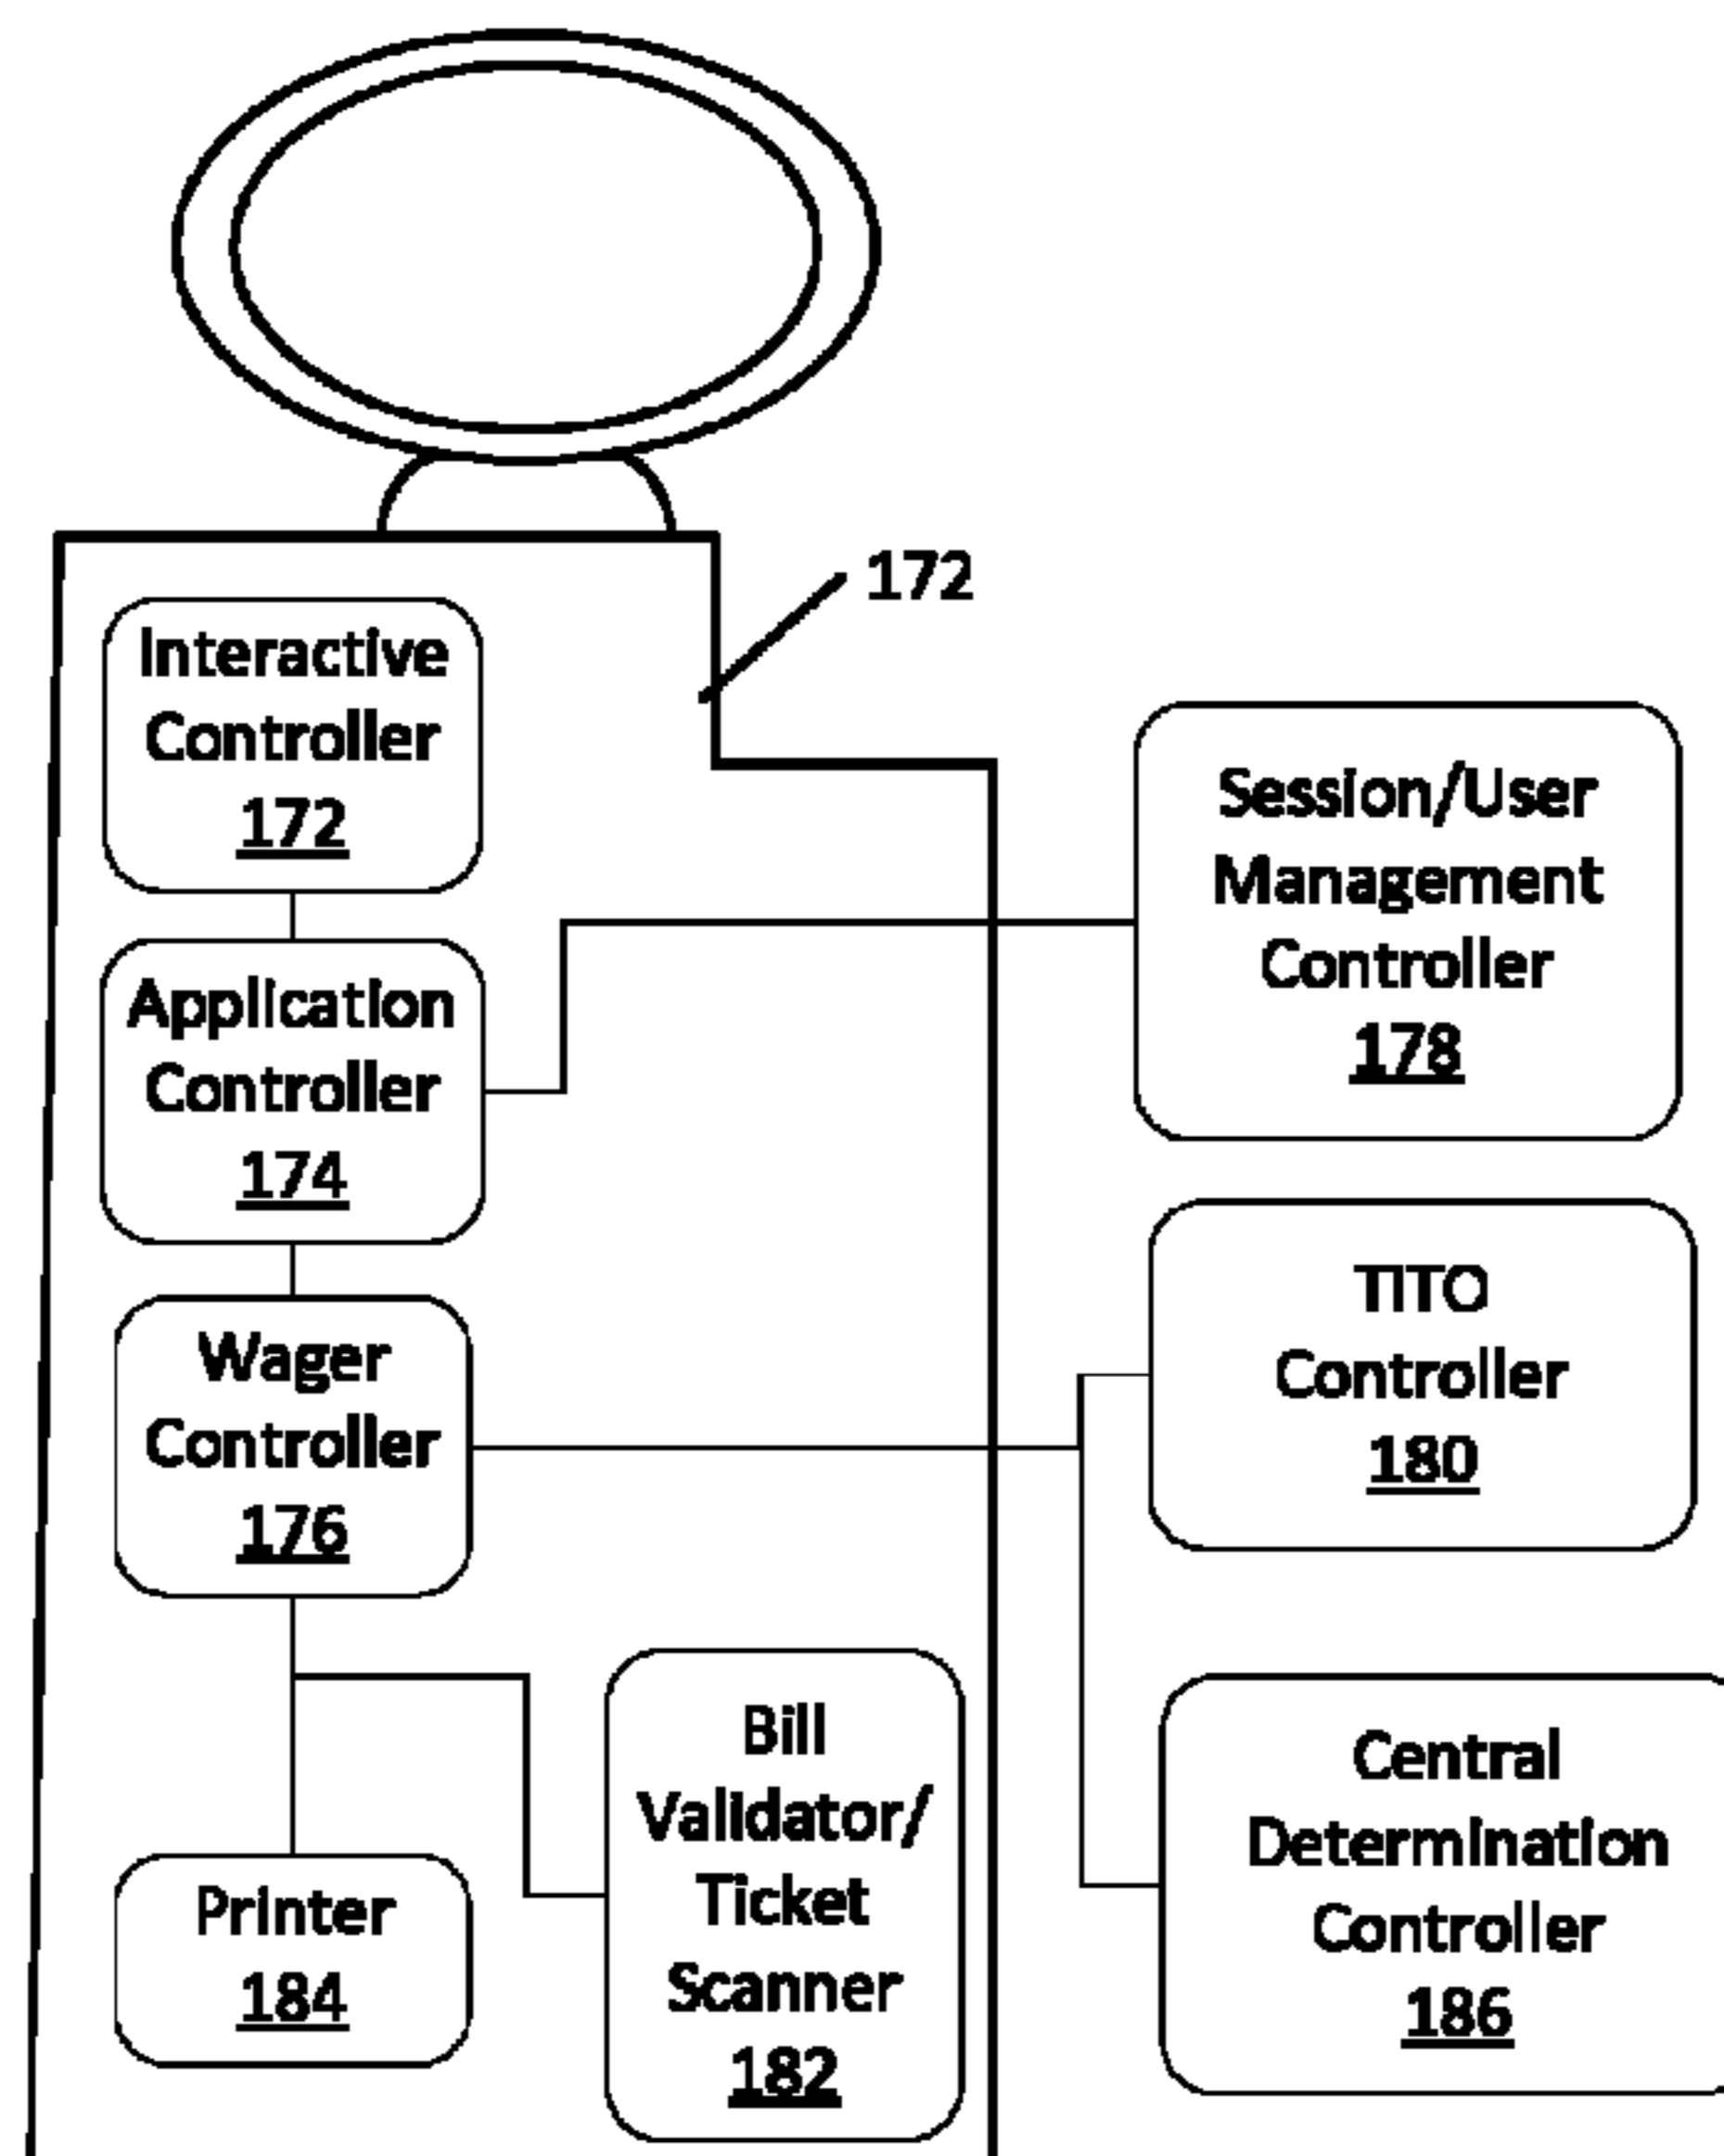 172
Interactive
Controller
172
Application
Controller
174
Wager
Controller
176
Printer
184
Bill
Validator/
Ticket
Scanner
182
Session/User
Management
Controller
178
TITO
Controller
180
Central
Determination
Controller
186